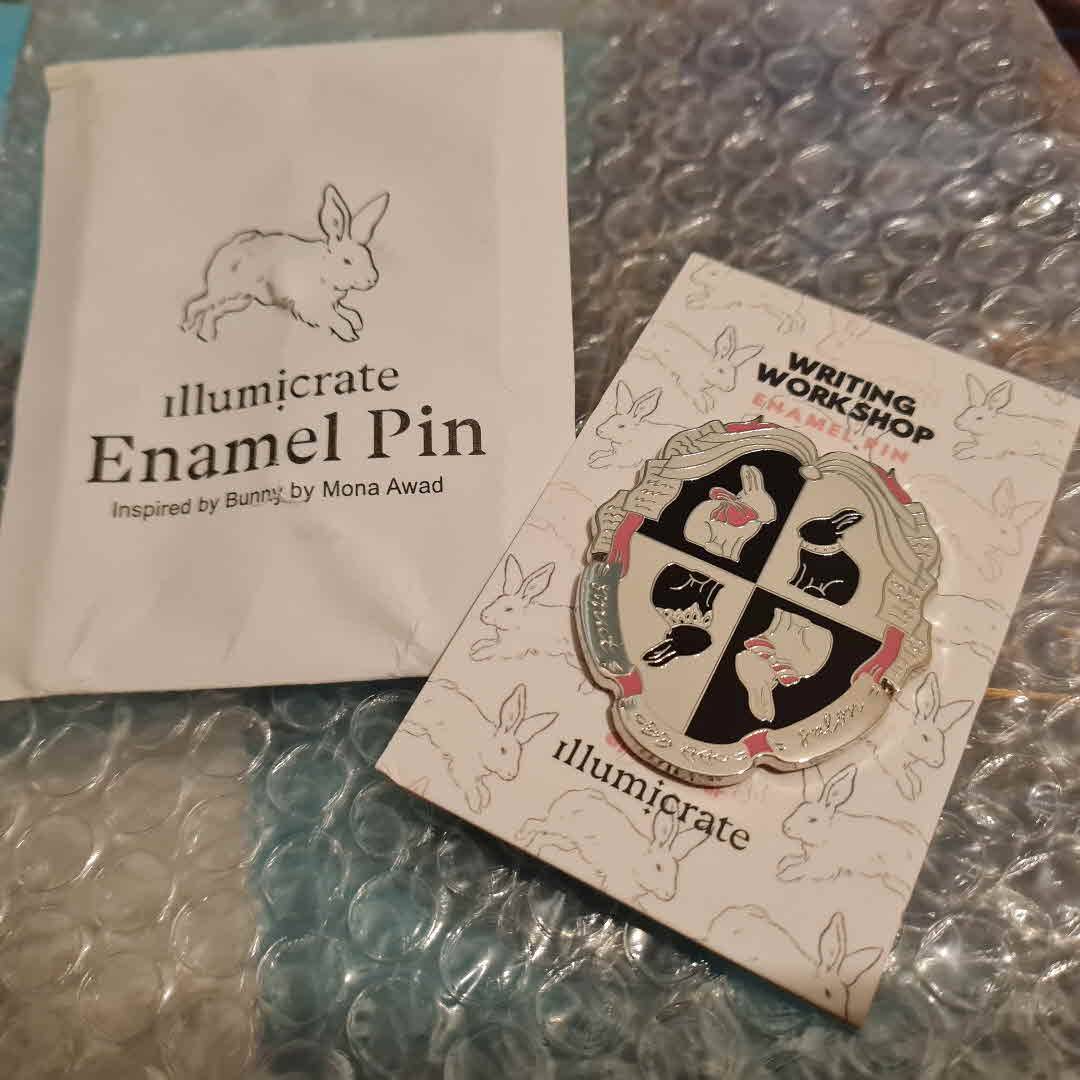 illumicrate
Enamel Pin
Inspired by Bunny by Mona Awad
WRITING
WORKSHOP
ENAMEL PIN
illumicrate